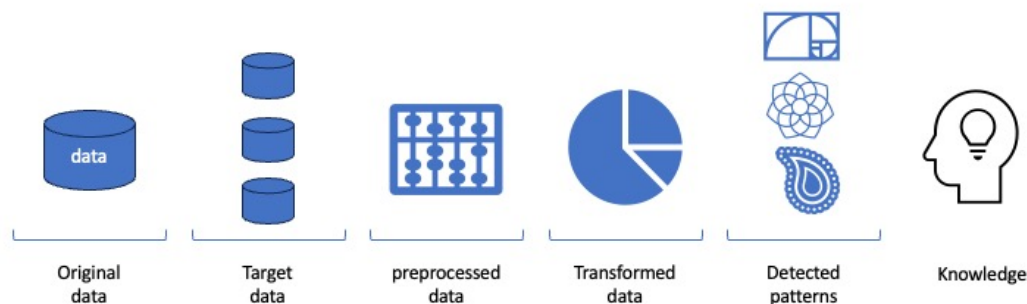 data
Original
data
Target
data
preprocessed
data
Transformed
data
Detected
patterns
Knowledge